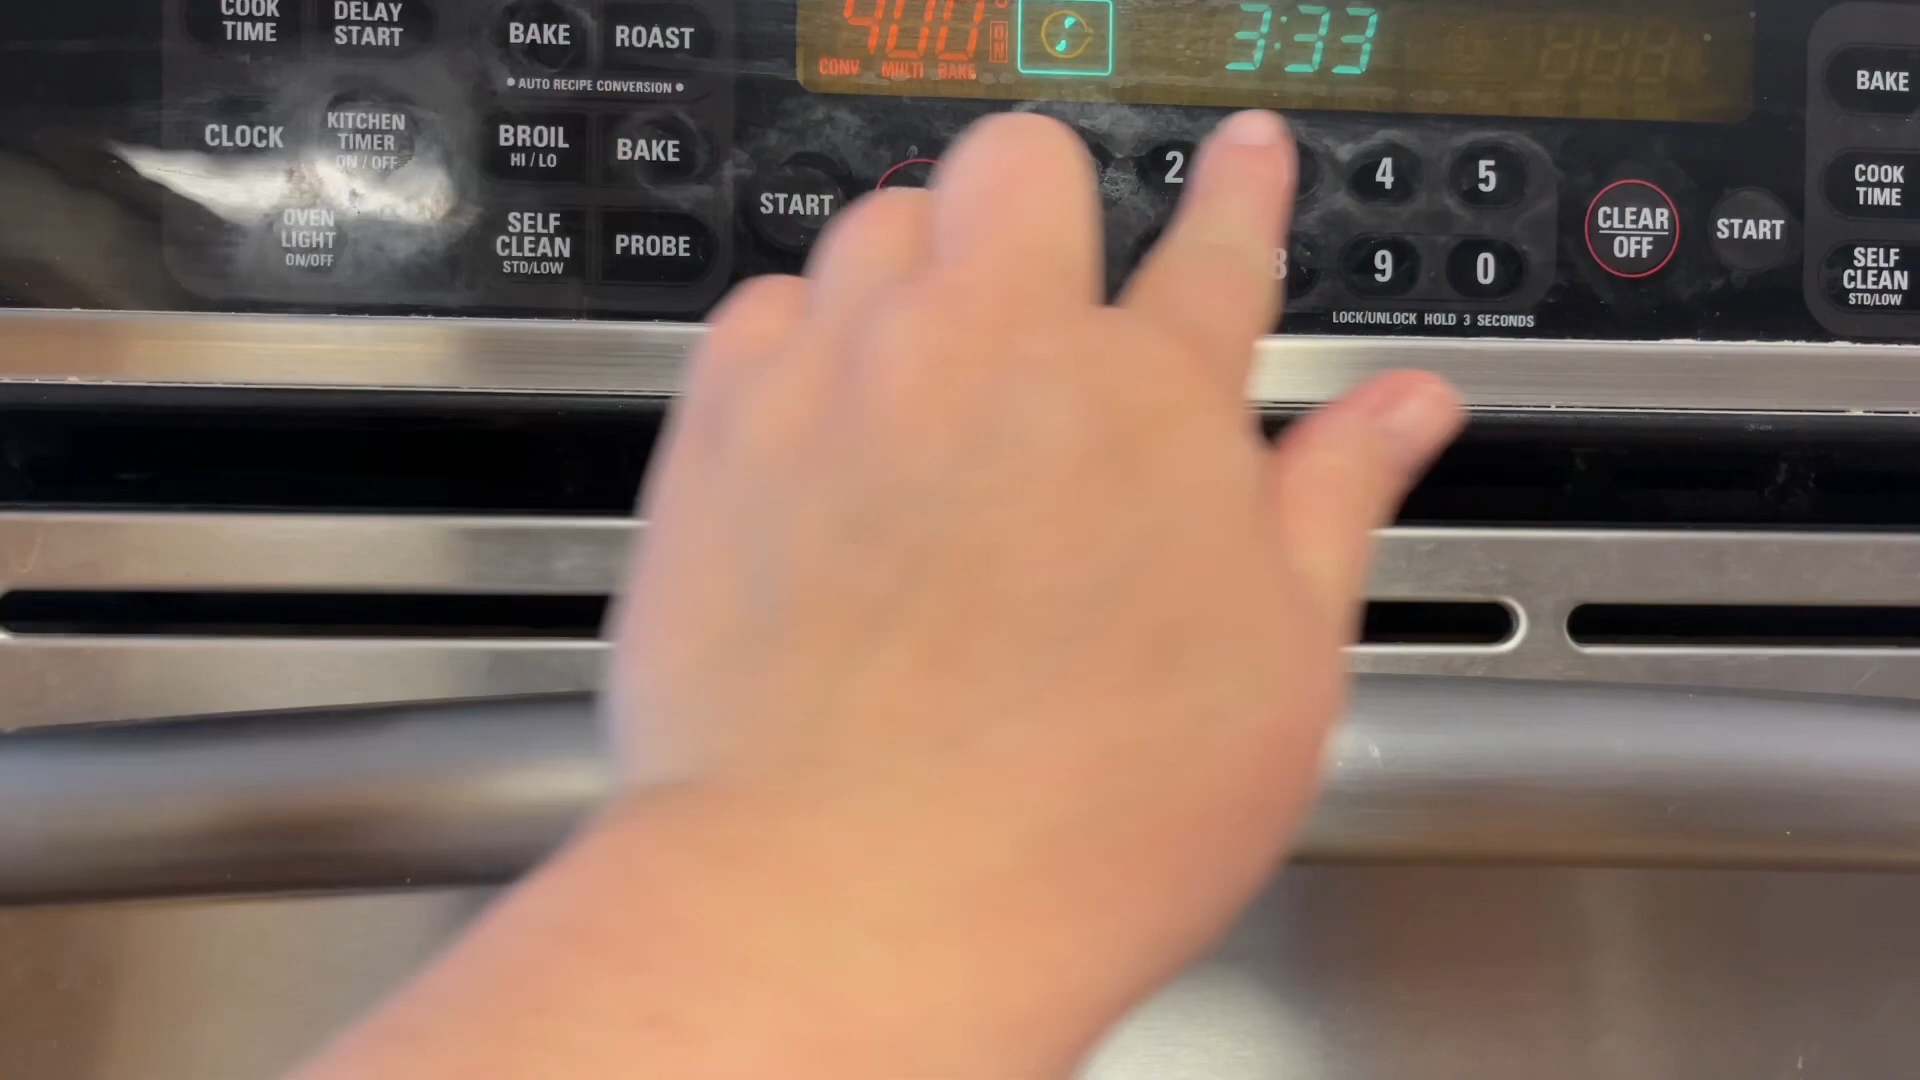 COOK
TIME
DELAY
START
BAKE
ROAST
• AUTO RECIPE CONVERSION •
CLOCK
KITCHEN
TIMER
ON / OFF
BROIL
HI / LO
BAKE
OVEN
LIGHT
ON/OFF
SELF
CLEAN
STD/LOW
PROBE
400
ON
CONV MULTI BAKE
3:33
START
2
4
5
8
9
0
LOCK/UNLOCK HOLD 3 SECONDS
CLEAR
OFF
START
BAKE
COOK
TIME
SELF
CLEAN
STD/LOW